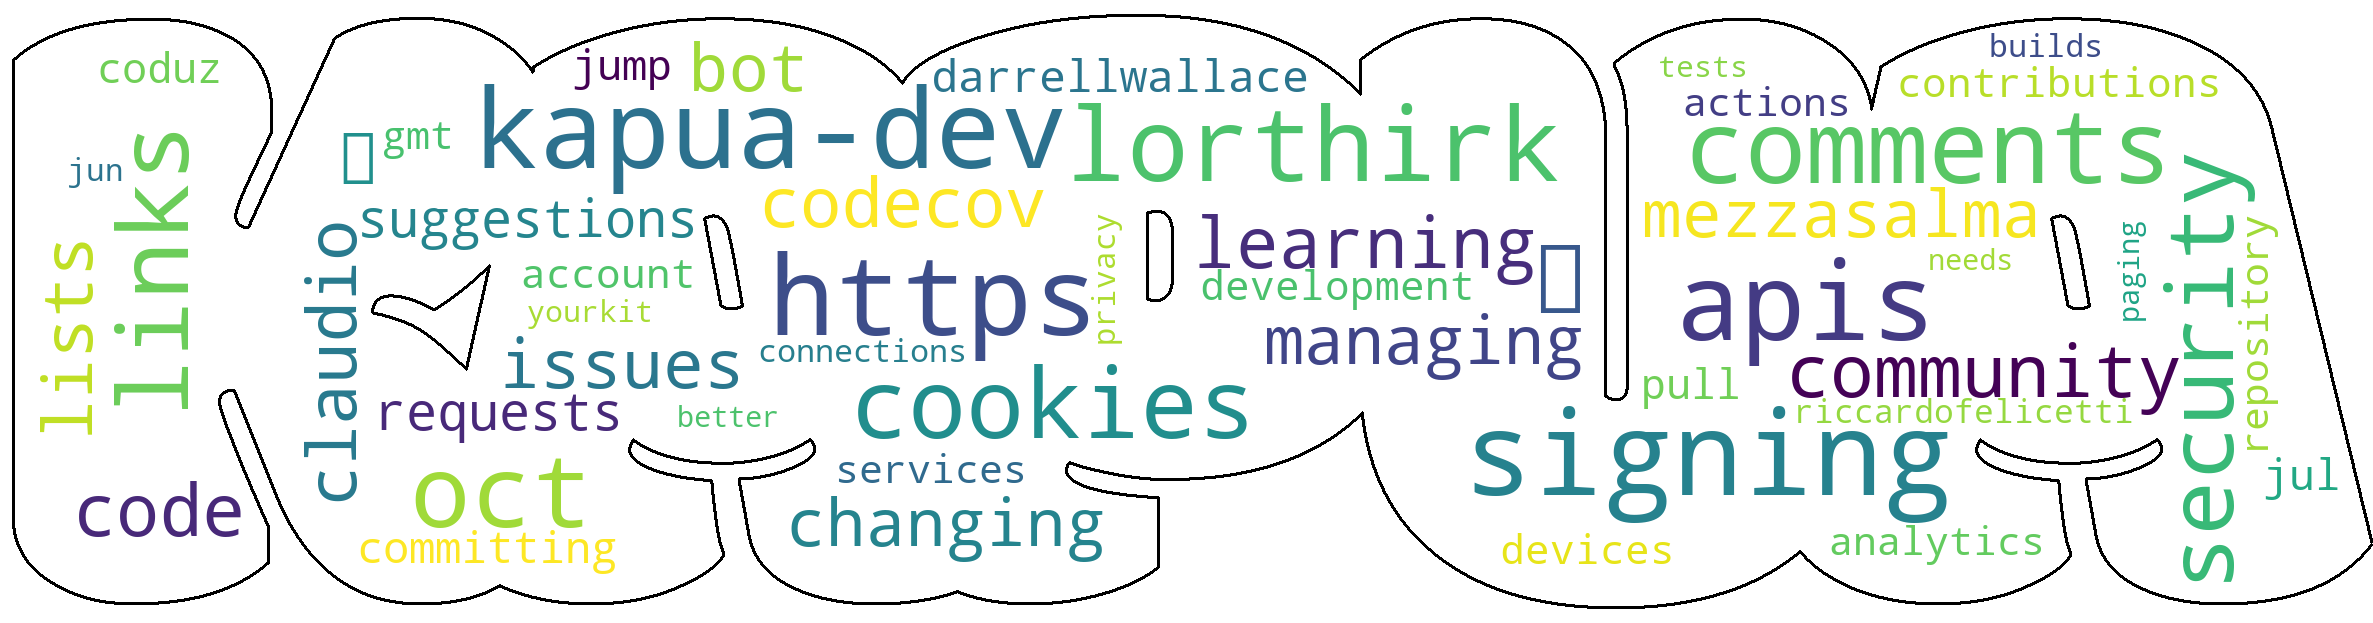 coduz
jun
links
lists
code
jump
bot
darrellwallace
gmt
kapua-dev
lorthirk
suggestions
codecov
claudio
account
yourkit
https
privacy
learning
development
issues
connections
managing
requests
better
cookies
oct
services
committing
changing
builds
tests
contributions
actions
comments
mezzasalma
security
needs
paging
repository
apis
community
pull
riccardofelicetti
signing
jul
devices
analytics